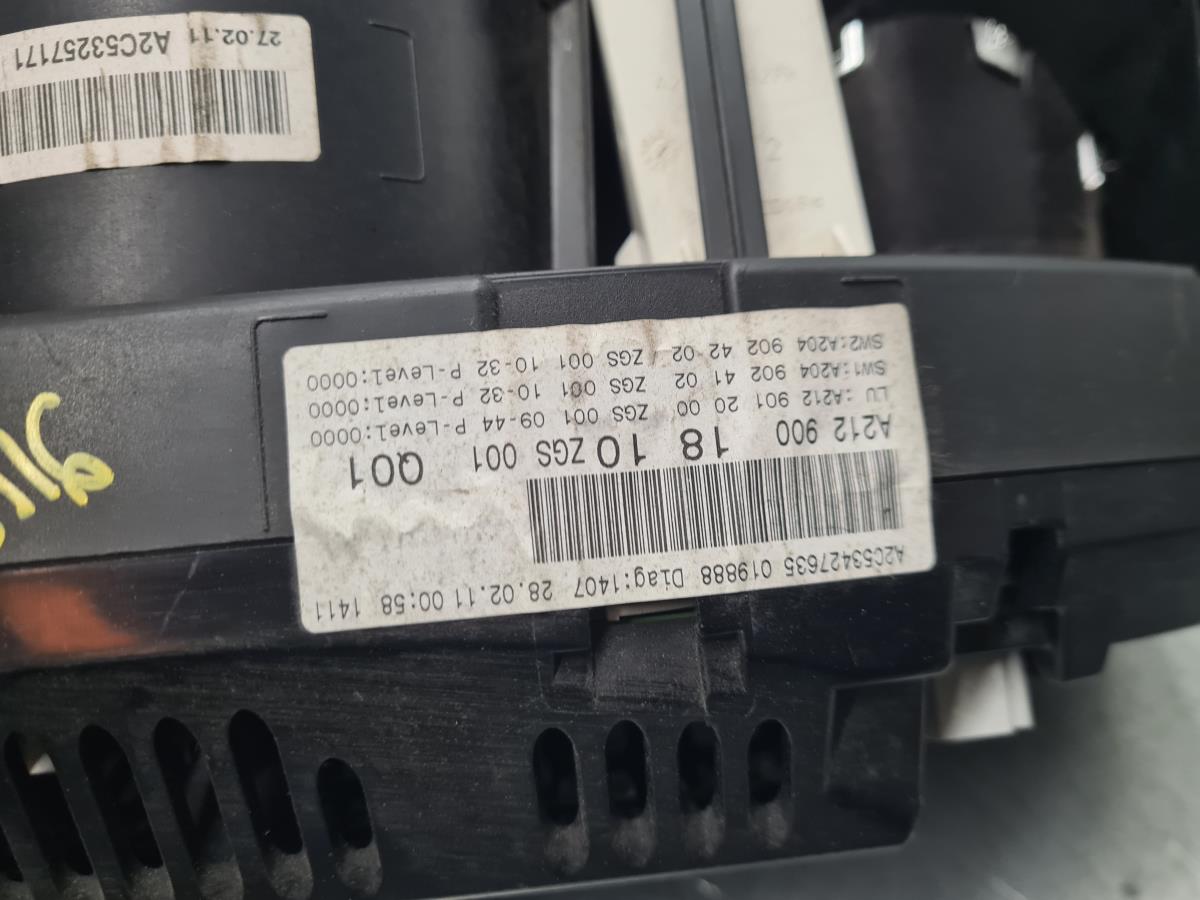 A2C53257171 27.02.11
A2C53427635 019888 Diag:1407 28.02.11 00:58 1411
A212 900 18 10 ZGS 001 Q01
LU :A212 901 20 00 ZGS 001 09-44 P-Level:0000
SW1:A204 902 41 02 ZGS 001 10-32 P-Level:0000
SW2:A204 902 42 02 / ZGS 001 10-32 P-Level:0000